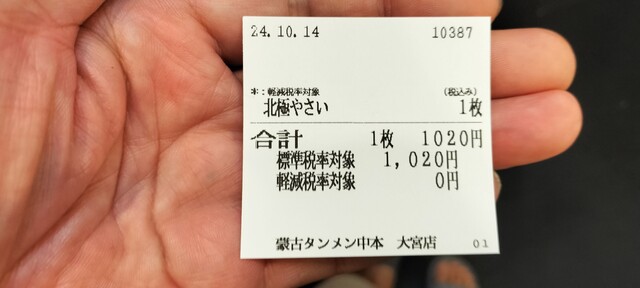 24.10.14 10387
*:軽減税率対象 (税込み)
北極やさい 1枚
合計 1枚 1020円
標準税率対象 1,020円
軽減税率対象 0円
蒙古タンメン中本 大宮店 01